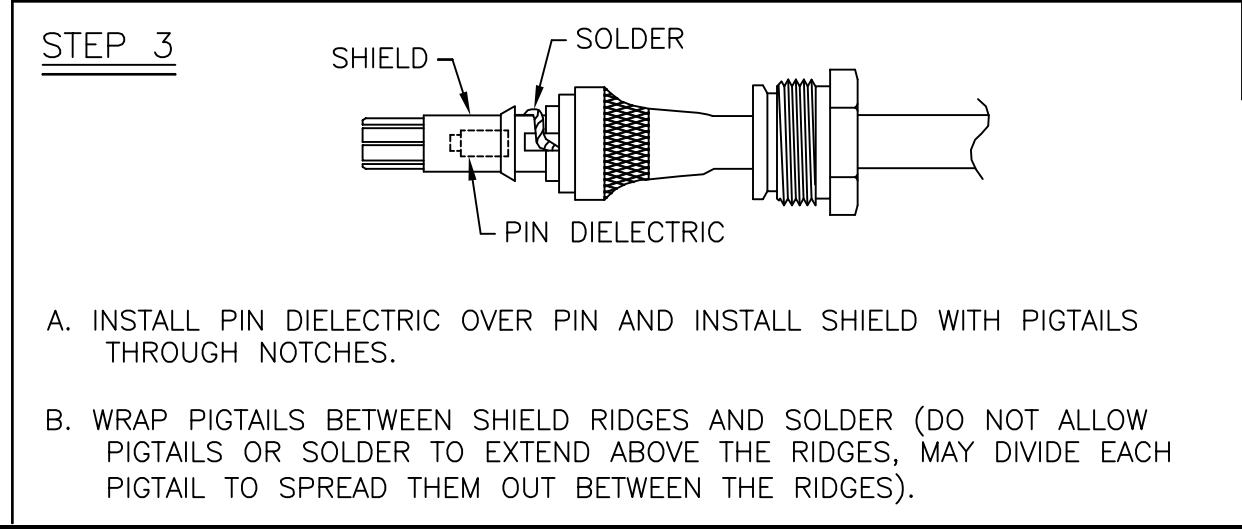 STEP 3
SHIELD
SOLDER
PIN DIELECTRIC
A. INSTALL PIN DIELECTRIC OVER PIN AND INSTALL SHIELD WITH PIGTAILS
THROUGH NOTCHES.
B. WRAP PIGTAILS BETWEEN SHIELD RIDGES AND SOLDER (DO NOT ALLOW
PIGTAILS OR SOLDER TO EXTEND ABOVE THE RIDGES, MAY DIVIDE EACH
PIGTAIL TO SPREAD THEM OUT BETWEEN THE RIDGES).